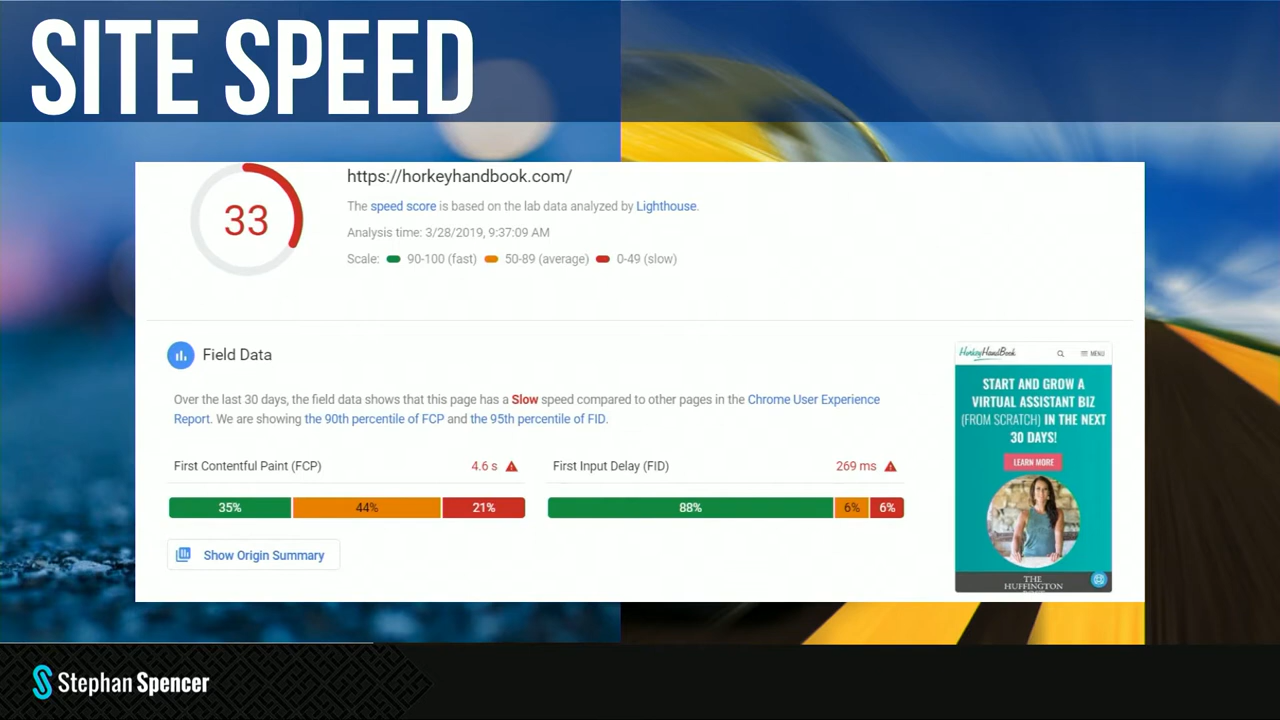 SITE SPEED
33
https://horkeyhandbook.com/
The speed score is based on the lab data analyzed by Lighthouse.
Analysis time: 3/28/2019, 9:37:09 AM
Scale: 90-100 (fast) 50-89 (average) 0-49 (slow)
Field Data
Over the last 30 days, the field data shows that this page has a Slow speed compared to other pages in the Chrome User Experience
Report. We are showing the 90th percentile of FCP and the 95th percentile of FID.
First Contentful Paint (FCP) 4.6 s
35% 44% 21%
First Input Delay (FID) 269 ms
88% 6% 6%
Show Origin Summary
HorkeyHandBook MENU
START AND GROW A
VIRTUAL ASSISTANT BIZ
(FROM SCRATCH) IN THE NEXT
30 DAYS!
LEARN MORE
THE
HUFFINGTON
Stephan Spencer